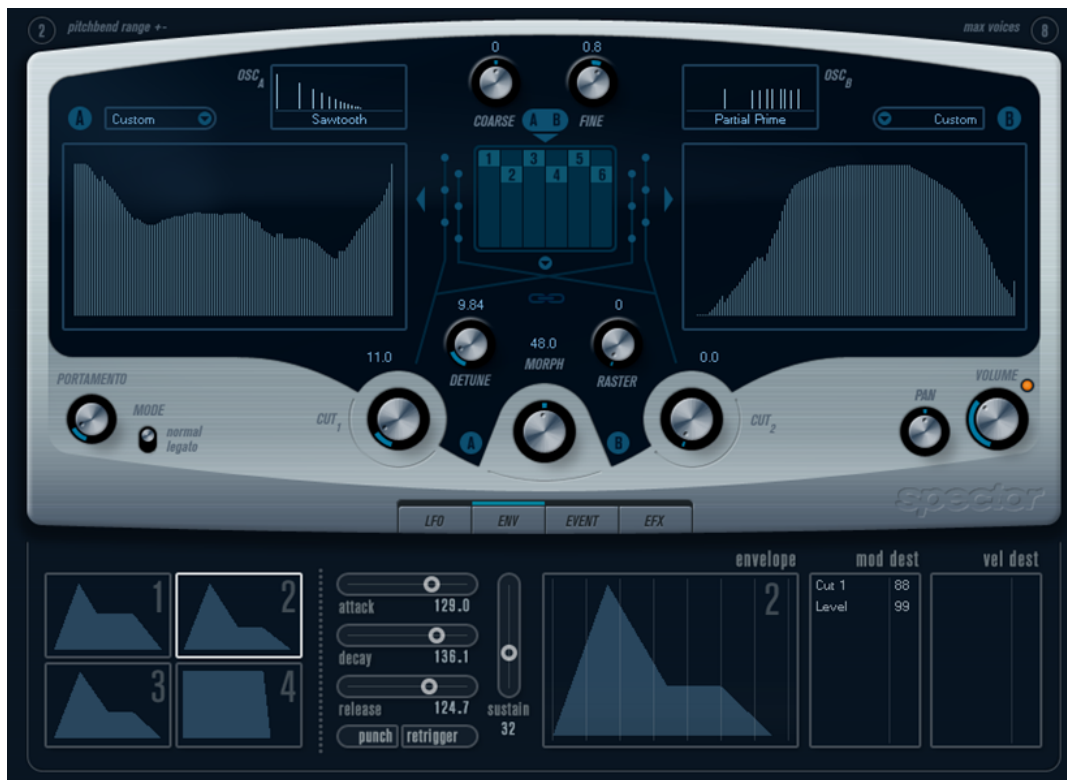 2 pitchbend range +-
max voices 8
0
0.8
OSC A
OSC B
COARSE
A B
FINE
A
Custom
Sawtooth
Partial Prime
Custom
B
1
2
3
4
5
6
9.84
0
48.0
MORPH
11.0
0.0
DETUNE
RASTER
PORTAMENTO
MODE
normal
legato
CUT 1
A
B
CUT 2
PAN
VOLUME
spector
LFO
ENV
EVENT
EFX
envelope
mod dest
vel dest
1
2
3
4
attack
129.0
decay
136.1
release
124.7
punch
retrigger
sustain
32
2
Cut 1 88
Level 99